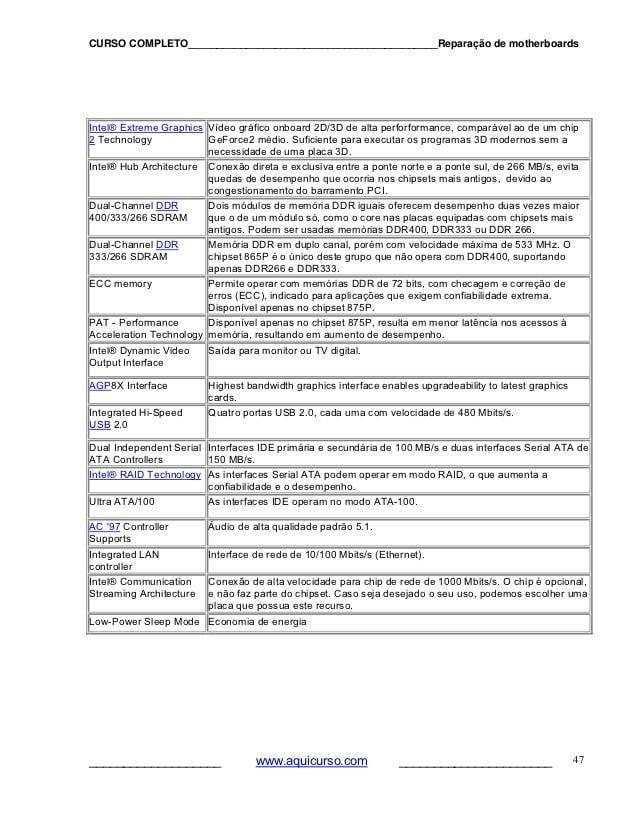 CURSO COMPLETO__________________________________________Reparação de motherboards
Intel® Extreme Graphics
2 Technology
Vídeo gráfico onboard 2D/3D de alta perforformance, comparável ao de um chip
GeForce2 médio. Suficiente para executar os programas 3D modernos sem a
necessidade de uma placa 3D.
Intel® Hub Architecture
Conexão direta e exclusiva entre a ponte norte e a ponte sul, de 266 MB/s, evita
quedas de desempenho que ocorria nos chipsets mais antigos, devido ao
congestionamento do barramento PCI.
Dual-Channel DDR
400/333/266 SDRAM
Dois módulos de memória DDR iguais oferecem desempenho duas vezes maior
que o de um módulo só, como o core nas placas equipadas com chipsets mais
antigos. Podem ser usadas memórias DDR400, DDR333 ou DDR 266.
Dual-Channel DDR
333/266 SDRAM
Memória DDR em duplo canal, porém com velocidade máxima de 533 MHz. O
chipset 865P é o único deste grupo que não opera com DDR400, suportando
apenas DDR266 e DDR333.
ECC memory
Permite operar com memórias DDR de 72 bits, com checagem e correção de
erros (ECC), indicado para aplicações que exigem confiabilidade extrema.
Disponível apenas no chipset 875P.
PAT - Performance
Acceleration Technology
Disponível apenas no chipset 875P, resulta em menor latência nos acessos à
memória, resultando em aumento de desempenho.
Intel® Dynamic Video
Output Interface
Saída para monitor ou TV digital.
AGP8X Interface
Highest bandwidth graphics interface enables upgradeability to latest graphics
cards.
Integrated Hi-Speed
USB 2.0
Quatro portas USB 2.0, cada uma com velocidade de 480 Mbits/s.
Dual Independent Serial
ATA Controllers
Interfaces IDE primária e secundária de 100 MB/s e duas interfaces Serial ATA de
150 MB/s.
Intel® RAID Technology
As interfaces Serial ATA podem operar em modo RAID, o que aumenta a
confiabilidade e o desempenho.
Ultra ATA/100
As interfaces IDE operam no modo ATA-100.
AC '97 Controller
Supports
Áudio de alta qualidade padrão 5.1.
Integrated LAN
controller
Interface de rede de 10/100 Mbits/s (Ethernet).
Intel® Communication
Streaming Architecture
Conexão de alta velocidade para chip de rede de 1000 Mbits/s. O chip é opcional,
e não faz parte do chipset. Caso seja desejado o seu uso, podemos escolher uma
placa que possua este recurso.
Low-Power Sleep Mode
Economia de energia
___________________ www.aquicurso.com ______________________ 47